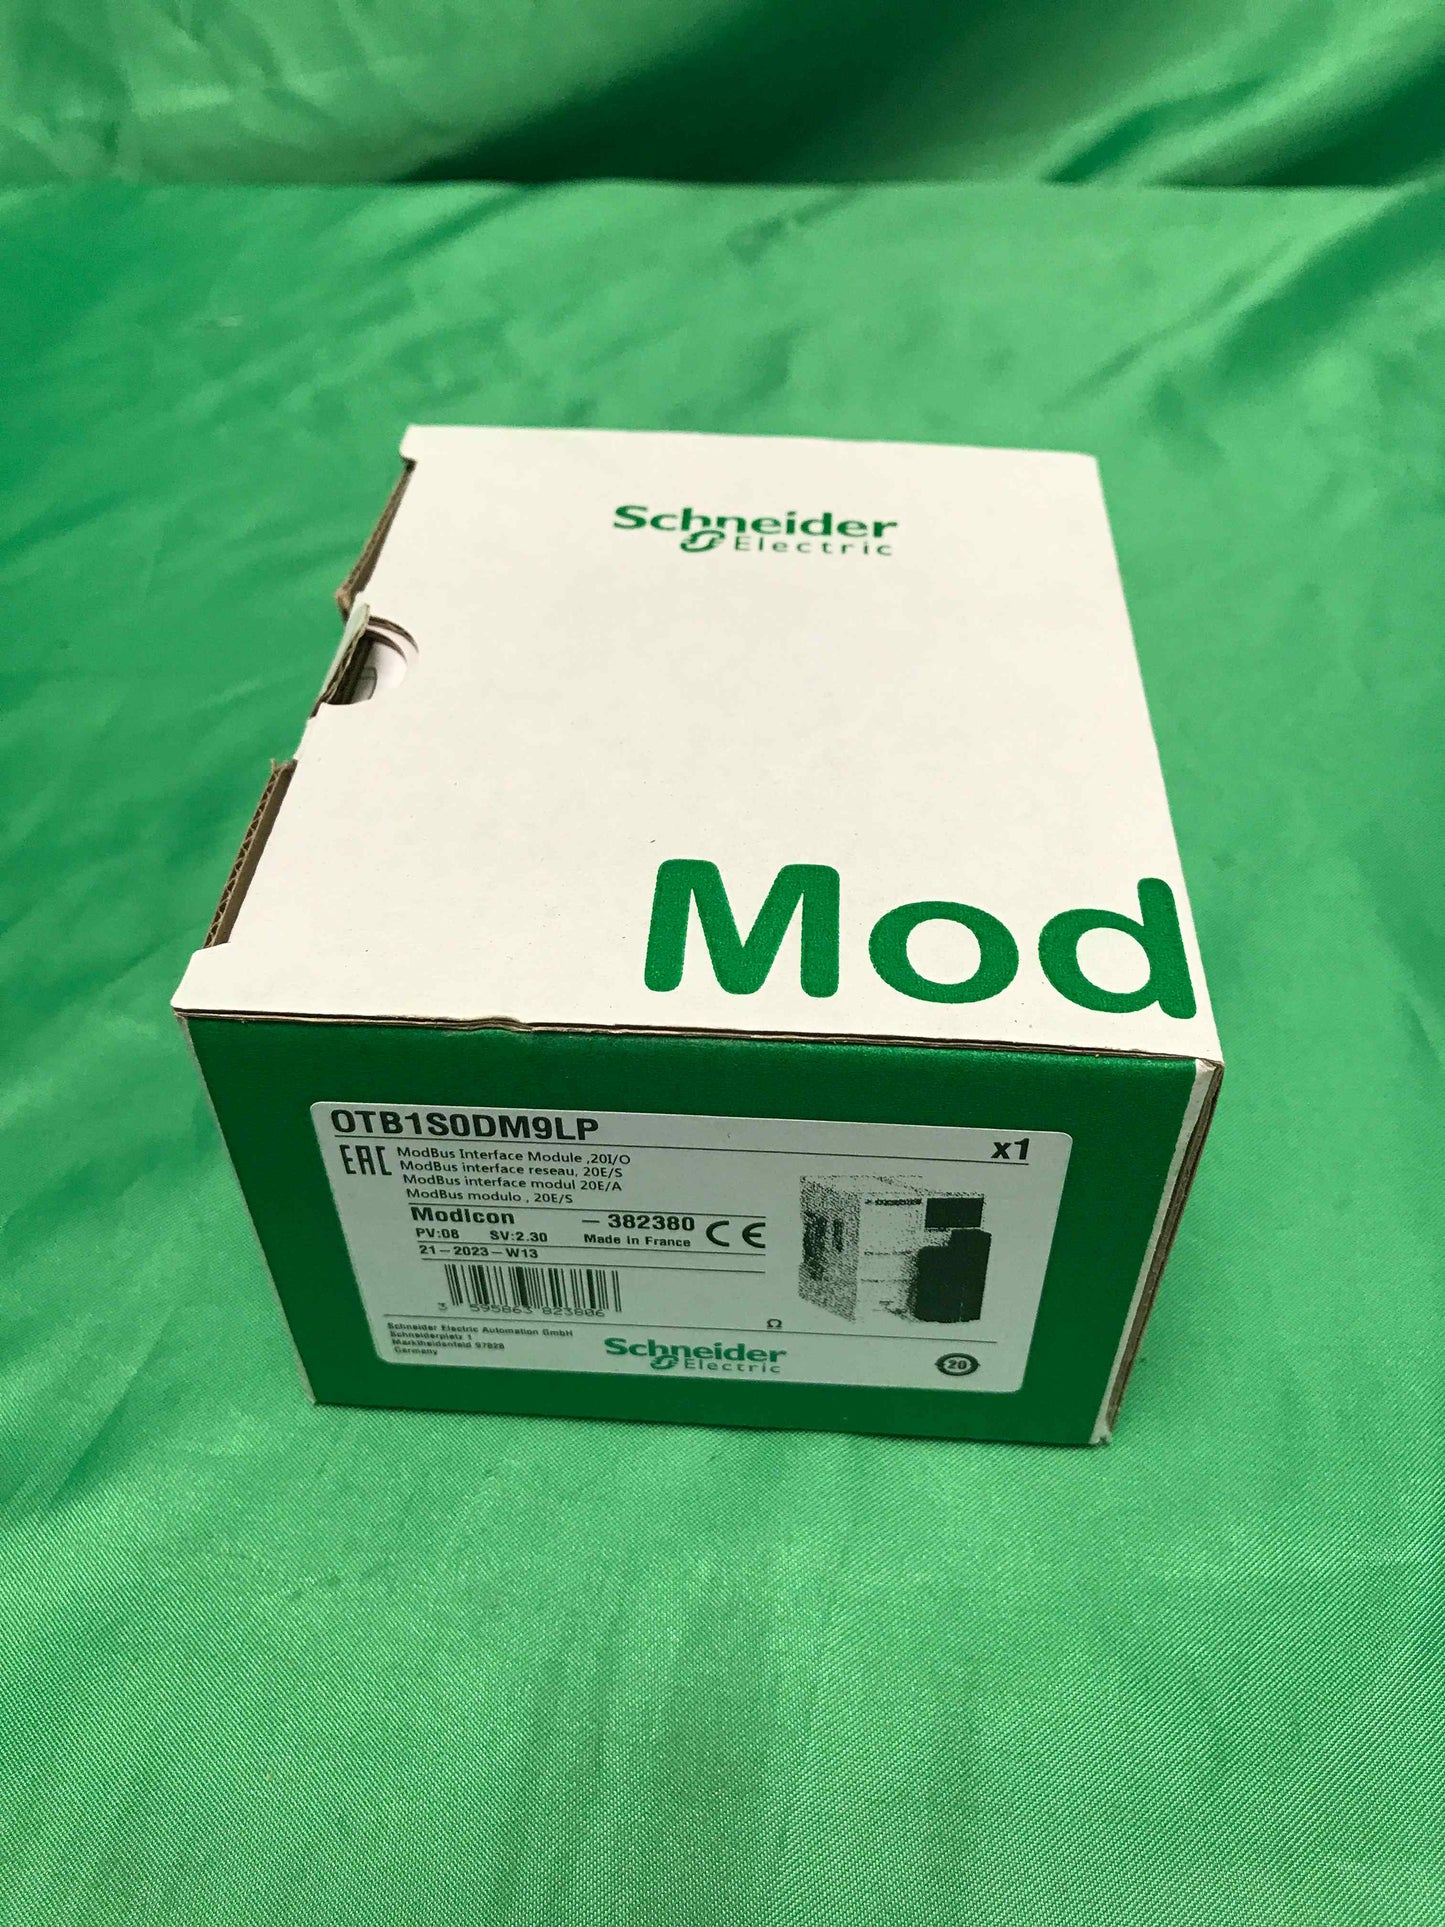 Schneider
Electric
Mod
OTB1S0DM9LP
x1
EAC
ModBus Interface Module ,20I/O
ModBus interface reseau, 20E/S
ModBus interface modul 20E/A
ModBus modulo , 20E/S
Modicon – 382380
PV:08 SV:2.30 Made in France
CE
21–2023–W13
3 595863 823806
Ω
Schneider Electric Automation GmbH
Schneiderplatz 1
Marktheidenfeld 97828
Germany
Schneider
Electric
20